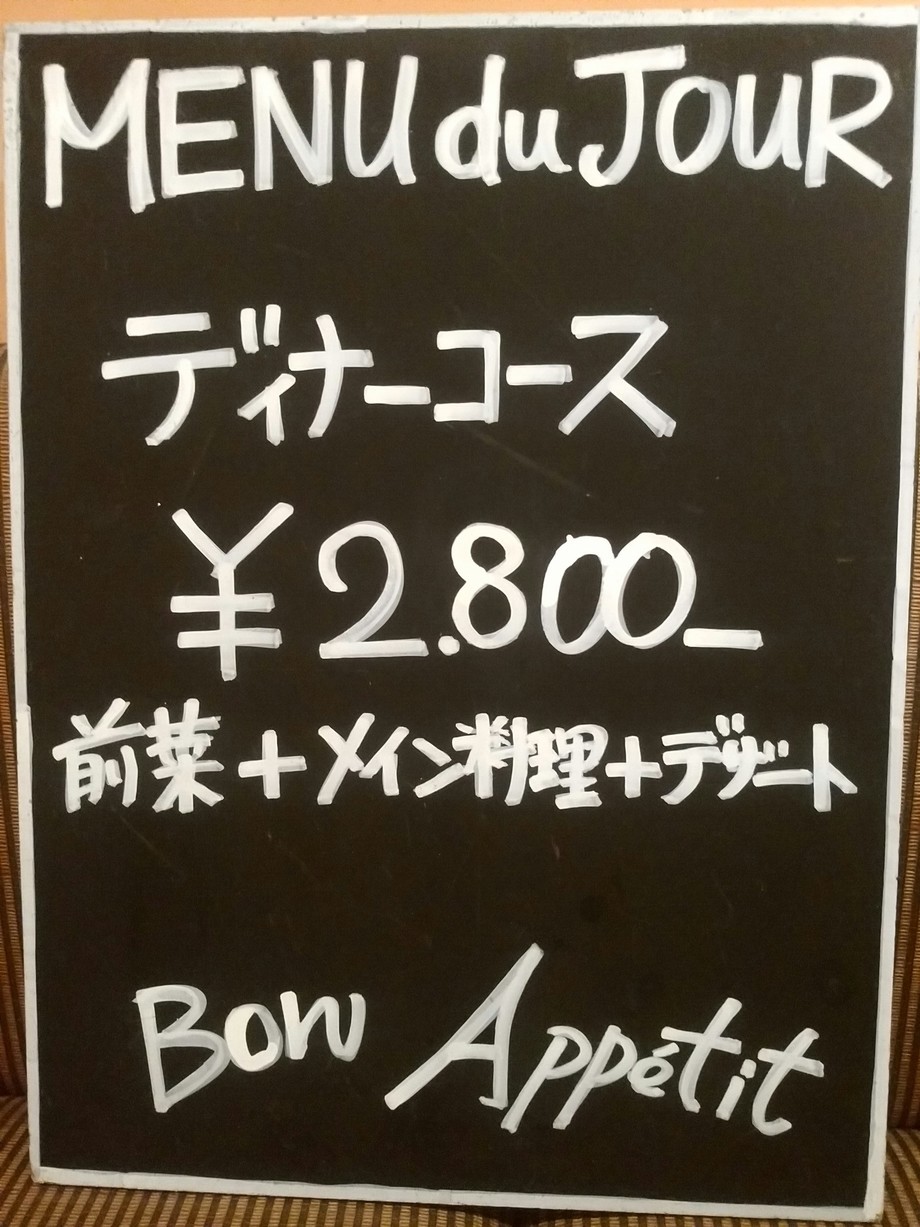 MENU du JOUR
ディナーコース
¥2.800-
前菜+メイン料理+デザート
Bon Appétit